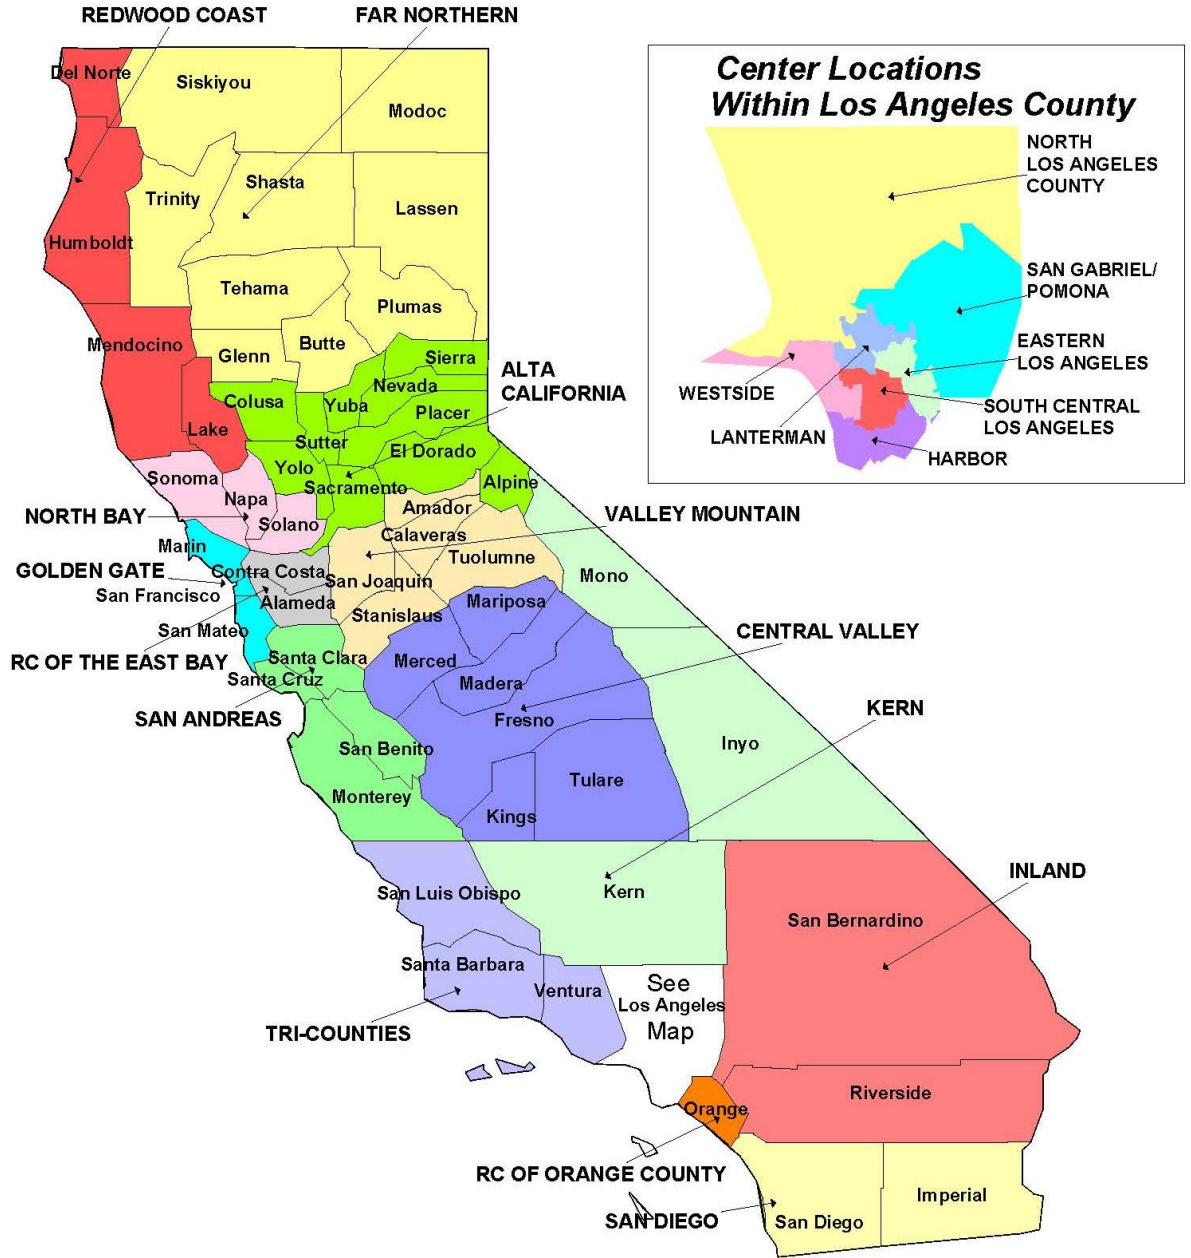 REDWOOD COAST
FAR NORTHERN
Del Norte
Siskiyou
Modoc
Trinity
Shasta
Lassen
Humboldt
Tehama
Plumas
Mendocino
Glenn
Butte
Sierra
Nevada
Colusa
Yuba
Placer
Lake
Sutter
El Dorado
ALTA
CALIFORNIA
Sonoma
Yolo
Sacramento
Alpine
Napa
Solano
Amador
NORTH BAY
VALLEY MOUNTAIN
Calaveras
Marin
Tuolumne
GOLDEN GATE
Contra Costa
San Joaquin
Mono
San Francisco
Alameda
Mariposa
Stanislaus
San Mateo
CENTRAL VALLEY
RC OF THE EAST BAY
Santa Clara
Merced
Santa Cruz
Madera
SAN ANDREAS
Fresno
KERN
San Benito
Inyo
Monterey
Tulare
Kings
San Luis Obispo
Kern
INLAND
San Bernardino
Santa Barbara
Ventura
See
Los Angeles
Map
TRI-COUNTIES
Orange
Riverside
RC OF ORANGE COUNTY
SAN DIEGO
San Diego
Imperial
Center Locations
Within Los Angeles County
NORTH
LOS ANGELES
COUNTY
SAN GABRIEL/
POMONA
EASTERN
LOS ANGELES
WESTSIDE
SOUTH CENTRAL
LOS ANGELES
LANTERMAN
HARBOR